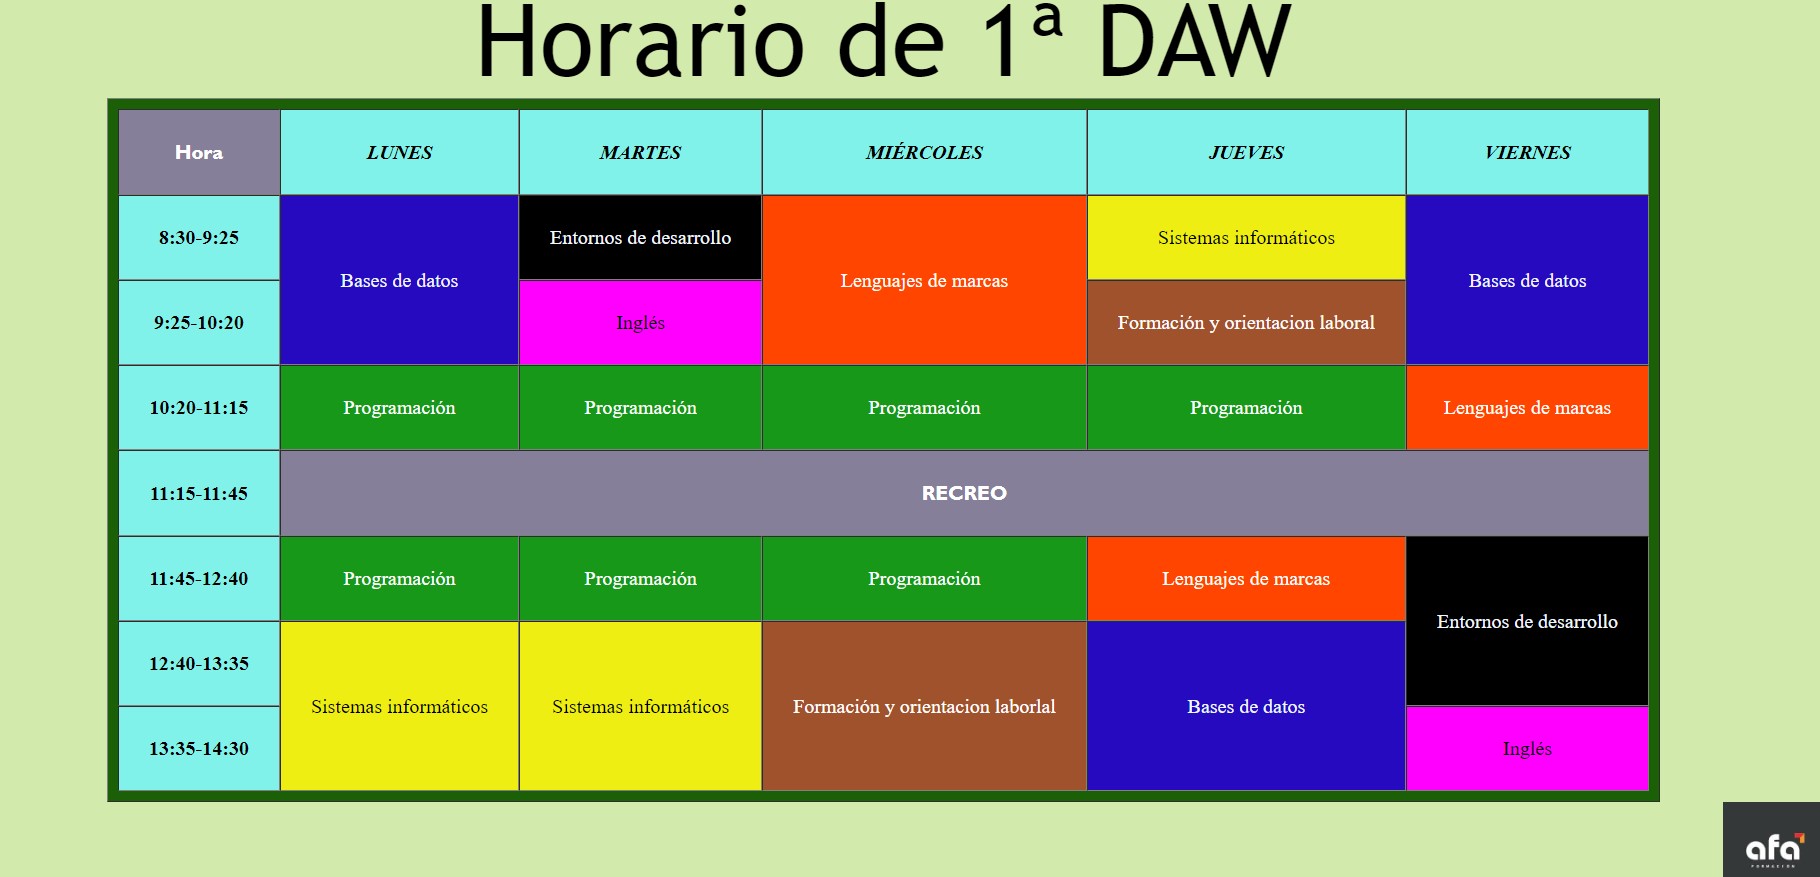 Horario de 1ª DAW
Hora LUNES MARTES MIÉRCOLES JUEVES VIERNES
8:30-9:25 Bases de datos Entornos de desarrollo Lenguajes de marcas Sistemas informáticos Bases de datos
9:25-10:20 Inglés Formación y orientacion laboral
10:20-11:15 Programación Programación Programación Programación Lenguajes de marcas
11:15-11:45 RECREO
11:45-12:40 Programación Programación Programación Lenguajes de marcas Entornos de desarrollo
12:40-13:35 Sistemas informáticos Sistemas informáticos Formación y orientacion laborlal Bases de datos
13:35-14:30 Inglés
afa
FORMACIÓN